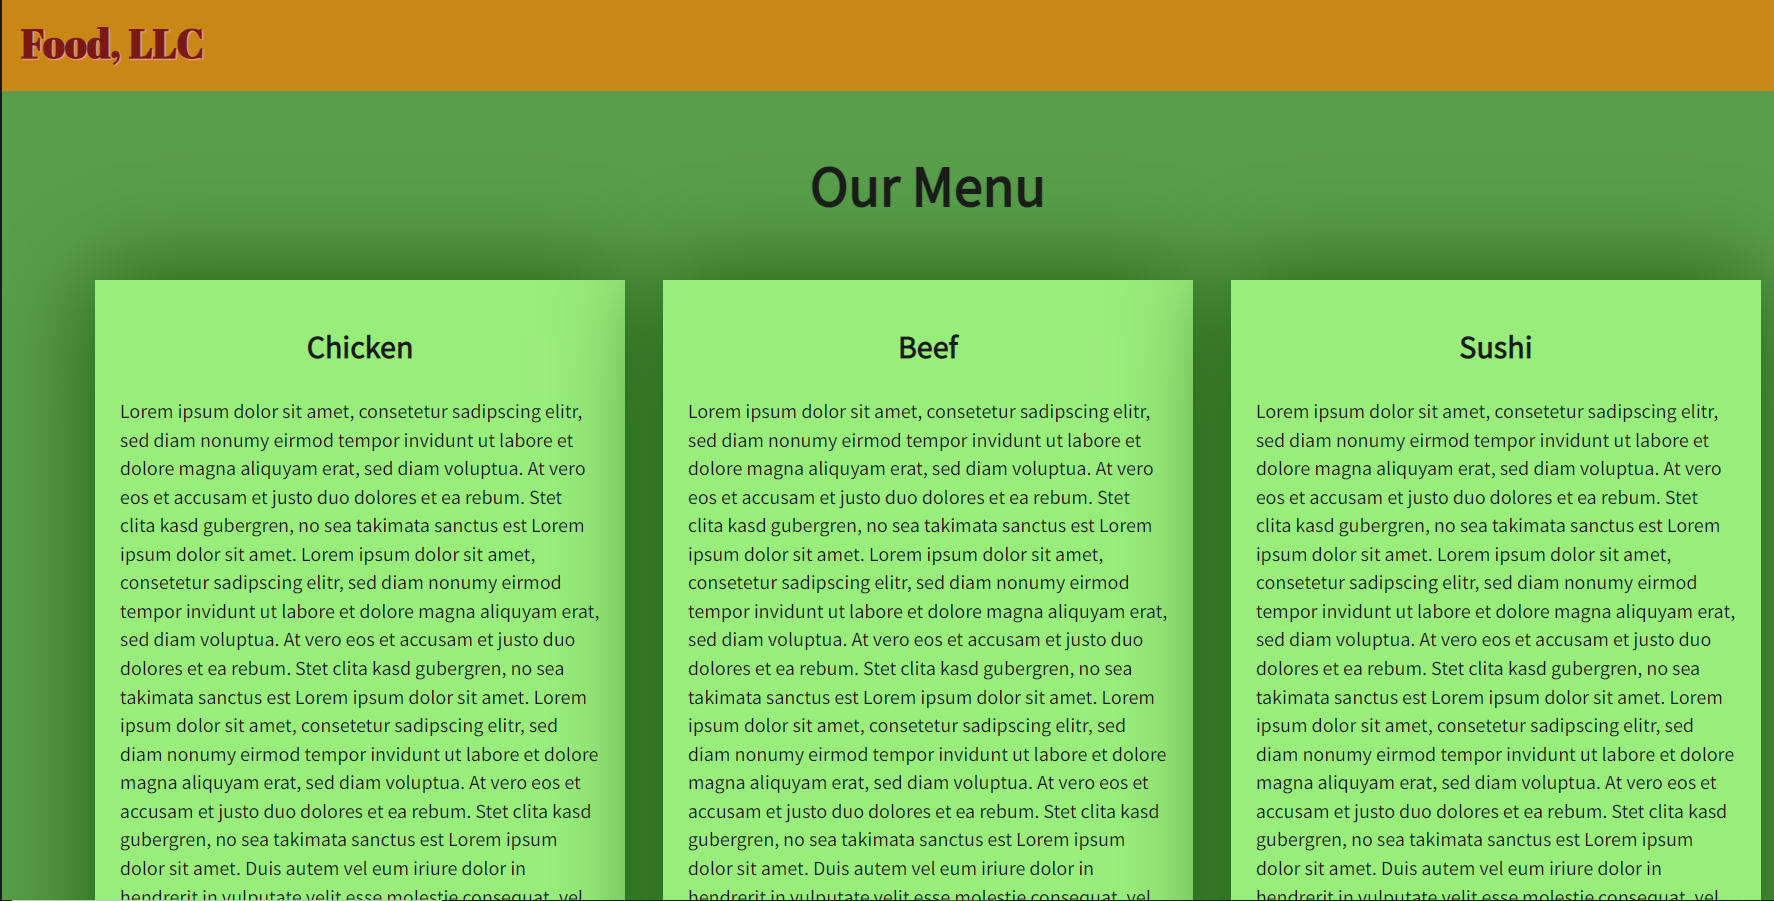 Food, LLC
Our Menu
Chicken
Lorem ipsum dolor sit amet, consetetur sadipscing elitr,
sed diam nonumy eirmod tempor invidunt ut labore et
dolore magna aliquyam erat, sed diam voluptua. At vero
eos et accusam et justo duo dolores et ea rebum. Stet
clita kasd gubergren, no sea takimata sanctus est Lorem
ipsum dolor sit amet. Lorem ipsum dolor sit amet,
consetetur sadipscing elitr, sed diam nonumy eirmod
tempor invidunt ut labore et dolore magna aliquyam erat,
sed diam voluptua. At vero eos et accusam et justo duo
dolores et ea rebum. Stet clita kasd gubergren, no sea
takimata sanctus est Lorem ipsum dolor sit amet. Lorem
ipsum dolor sit amet, consetetur sadipscing elitr, sed
diam nonumy eirmod tempor invidunt ut labore et dolore
magna aliquyam erat, sed diam voluptua. At vero eos et
accusam et justo duo dolores et ea rebum. Stet clita kasd
gubergren, no sea takimata sanctus est Lorem ipsum
dolor sit amet. Duis autem vel eum iriure dolor in
hendrerit in vulputate velit esse molestie consequat, vel
Beef
Lorem ipsum dolor sit amet, consetetur sadipscing elitr,
sed diam nonumy eirmod tempor invidunt ut labore et
dolore magna aliquyam erat, sed diam voluptua. At vero
eos et accusam et justo duo dolores et ea rebum. Stet
clita kasd gubergren, no sea takimata sanctus est Lorem
ipsum dolor sit amet. Lorem ipsum dolor sit amet,
consetetur sadipscing elitr, sed diam nonumy eirmod
tempor invidunt ut labore et dolore magna aliquyam erat,
sed diam voluptua. At vero eos et accusam et justo duo
dolores et ea rebum. Stet clita kasd gubergren, no sea
takimata sanctus est Lorem ipsum dolor sit amet. Lorem
ipsum dolor sit amet, consetetur sadipscing elitr, sed
diam nonumy eirmod tempor invidunt ut labore et dolore
magna aliquyam erat, sed diam voluptua. At vero eos et
accusam et justo duo dolores et ea rebum. Stet clita kasd
gubergren, no sea takimata sanctus est Lorem ipsum
dolor sit amet. Duis autem vel eum iriure dolor in
hendrerit in vulputate velit esse molestie consequat, vel
Sushi
Lorem ipsum dolor sit amet, consetetur sadipscing elitr,
sed diam nonumy eirmod tempor invidunt ut labore et
dolore magna aliquyam erat, sed diam voluptua. At vero
eos et accusam et justo duo dolores et ea rebum. Stet
clita kasd gubergren, no sea takimata sanctus est Lorem
ipsum dolor sit amet. Lorem ipsum dolor sit amet,
consetetur sadipscing elitr, sed diam nonumy eirmod
tempor invidunt ut labore et dolore magna aliquyam erat,
sed diam voluptua. At vero eos et accusam et justo duo
dolores et ea rebum. Stet clita kasd gubergren, no sea
takimata sanctus est Lorem ipsum dolor sit amet. Lorem
ipsum dolor sit amet, consetetur sadipscing elitr, sed
diam nonumy eirmod tempor invidunt ut labore et dolore
magna aliquyam erat, sed diam voluptua. At vero eos et
accusam et justo duo dolores et ea rebum. Stet clita kasd
gubergren, no sea takimata sanctus est Lorem ipsum
dolor sit amet. Duis autem vel eum iriure dolor in
hendrerit in vulputate velit esse molestie consequat, vel